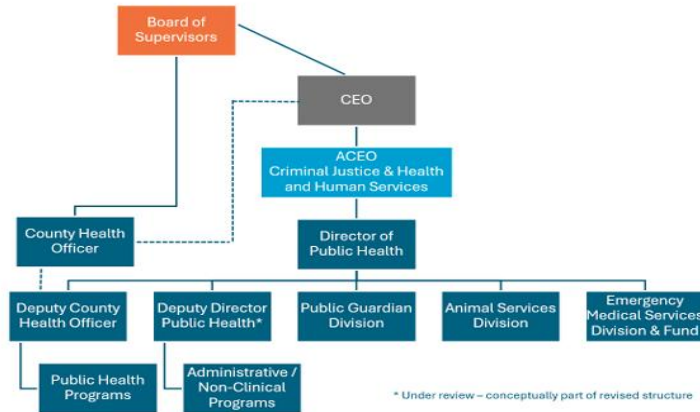 Board of
Supervisors
CEO
ACEO
Criminal Justice & Health
and Human Services
County Health
Officer
Director of
Public Health
Deputy County
Health Officer
Deputy Director
Public Health*
Public Guardian
Division
Animal Services
Division
Emergency
Medical Services
Division & Fund
Public Health
Programs
Administrative /
Non-Clinical
Programs
* Under review – conceptually part of revised structure